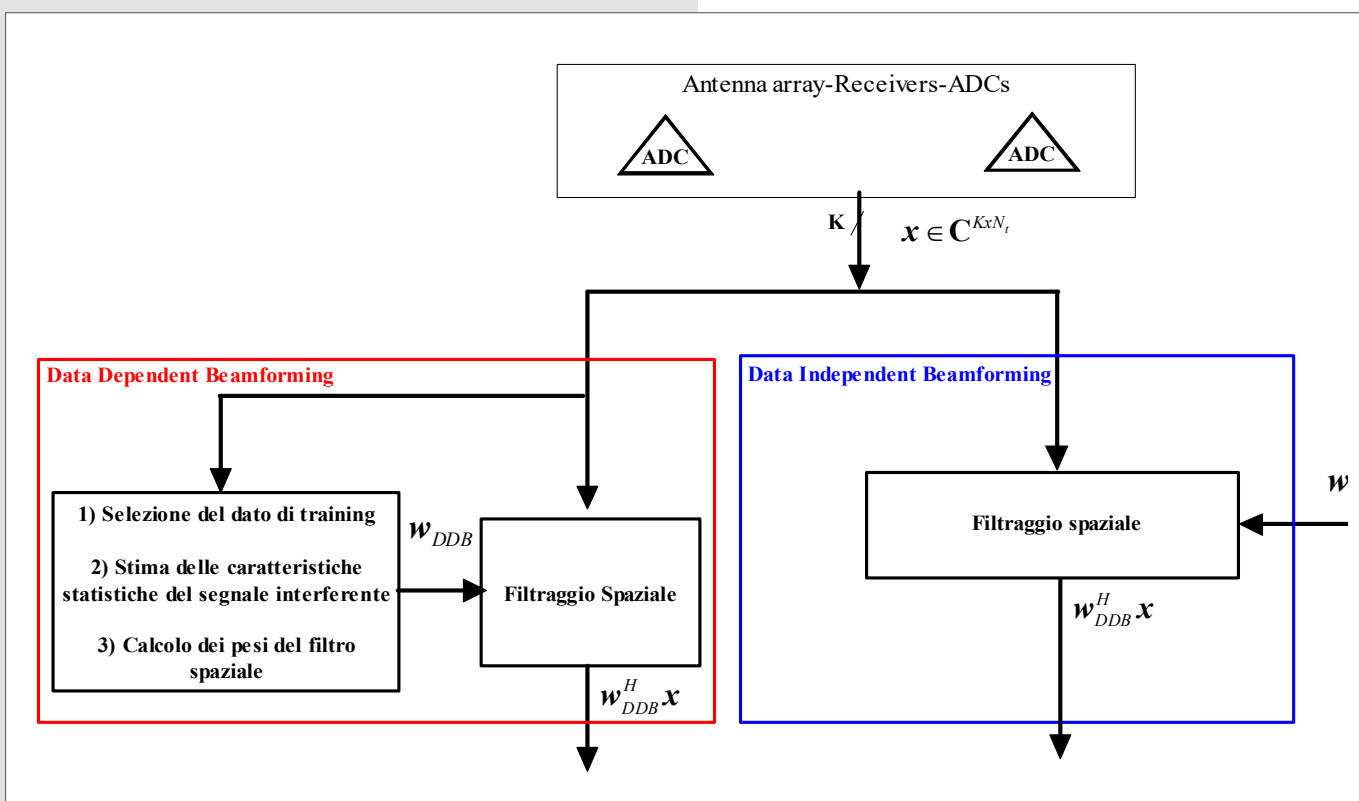 Antenna array-Receivers-ADCs
ADC
ADC
K
x ∈ C^{KxN_t}
Data Dependent Beamforming
1) Selezione del dato di training
2) Stima delle caratteristiche
statistiche del segnale interferente
3) Calcolo dei pesi del filtro
spaziale
w_{DDB}
Filtraggio Spaziale
w_{DDB}^{H} x
Data Independent Beamforming
Filtraggio spaziale
w
w_{DDB}^{H} x